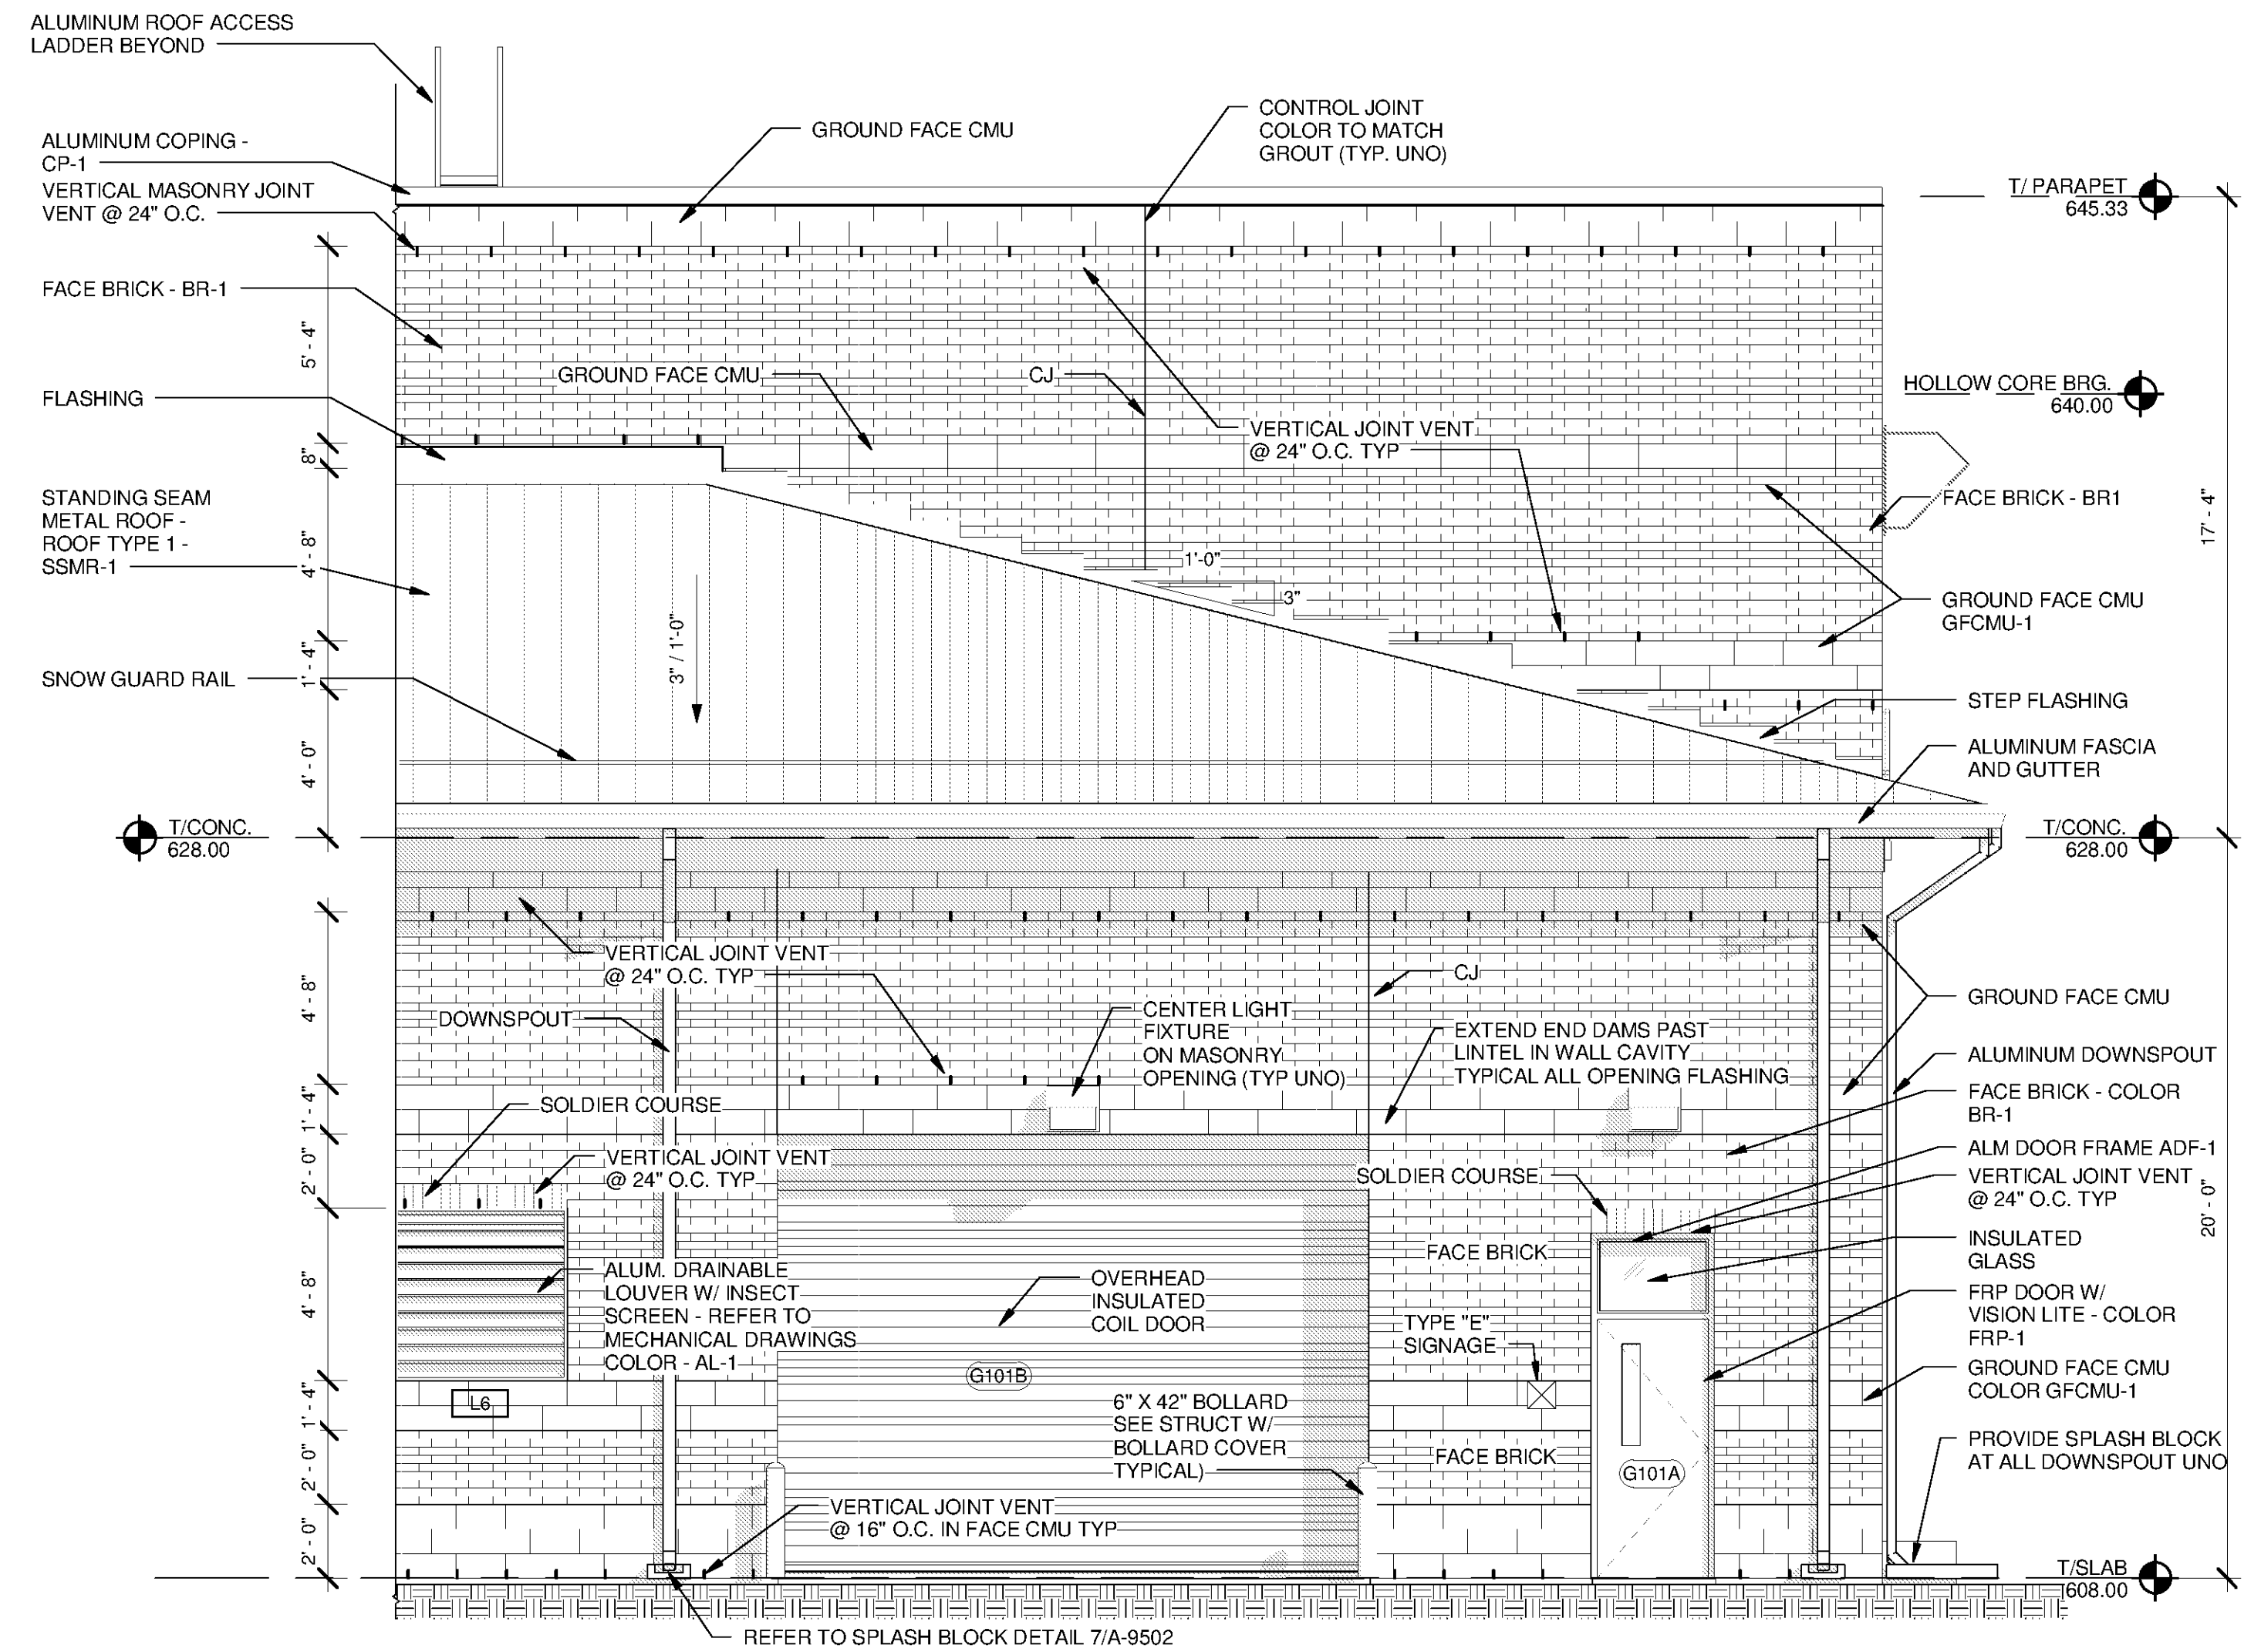 ALUMINUM ROOF ACCESS
LADDER BEYOND
ALUMINUM COPING -
CP-1
VERTICAL MASONRY JOINT
VENT @ 24" O.C.
FACE BRICK - BR-1
FLASHING
STANDING SEAM
METAL ROOF -
ROOF TYPE 1 -
SSMR-1
SNOW GUARD RAIL
T/CONC.
628.00
5' - 4"
8"
4' - 8"
1' - 4"
4' - 0"
4' - 8"
1' - 4"
2' - 0"
4' - 8"
1' - 4"
2' - 0"
2' - 0"
GROUND FACE CMU
CONTROL JOINT
COLOR TO MATCH
GROUT (TYP. UNO)
GROUND FACE CMU
CJ
VERTICAL JOINT VENT
@ 24" O.C. TYP
1'-0"
3"
3" / 1'-0"
VERTICAL JOINT VENT
@ 24" O.C. TYP
DOWNSPOUT
CENTER LIGHT
FIXTURE
ON MASONRY
OPENING (TYP UNO)
CJ
EXTEND END DAMS PAST
LINTEL IN WALL CAVITY
TYPICAL ALL OPENING FLASHING
SOLDIER COURSE
VERTICAL JOINT VENT
@ 24" O.C. TYP
SOLDIER COURSE
ALUM. DRAINABLE
LOUVER W/ INSECT
SCREEN - REFER TO
MECHANICAL DRAWINGS
COLOR - AL-1
OVERHEAD
INSULATED
COIL DOOR
FACE BRICK
TYPE "E"
SIGNAGE
G101B
L6
6" X 42" BOLLARD
SEE STRUCT W/
BOLLARD COVER
TYPICAL)
FACE BRICK
G101A
VERTICAL JOINT VENT
@ 16" O.C. IN FACE CMU TYP
REFER TO SPLASH BLOCK DETAIL 7/A-9502
T/ PARAPET
645.33
HOLLOW CORE BRG.
640.00
FACE BRICK - BR1
17' - 4"
GROUND FACE CMU
GFCMU-1
STEP FLASHING
ALUMINUM FASCIA
AND GUTTER
T/CONC.
628.00
GROUND FACE CMU
ALUMINUM DOWNSPOUT
FACE BRICK - COLOR
BR-1
ALM DOOR FRAME ADF-1
VERTICAL JOINT VENT
@ 24" O.C. TYP
20' - 0"
INSULATED
GLASS
FRP DOOR W/
VISION LITE - COLOR
FRP-1
GROUND FACE CMU
COLOR GFCMU-1
PROVIDE SPLASH BLOCK
AT ALL DOWNSPOUT UNO
T/SLAB
608.00